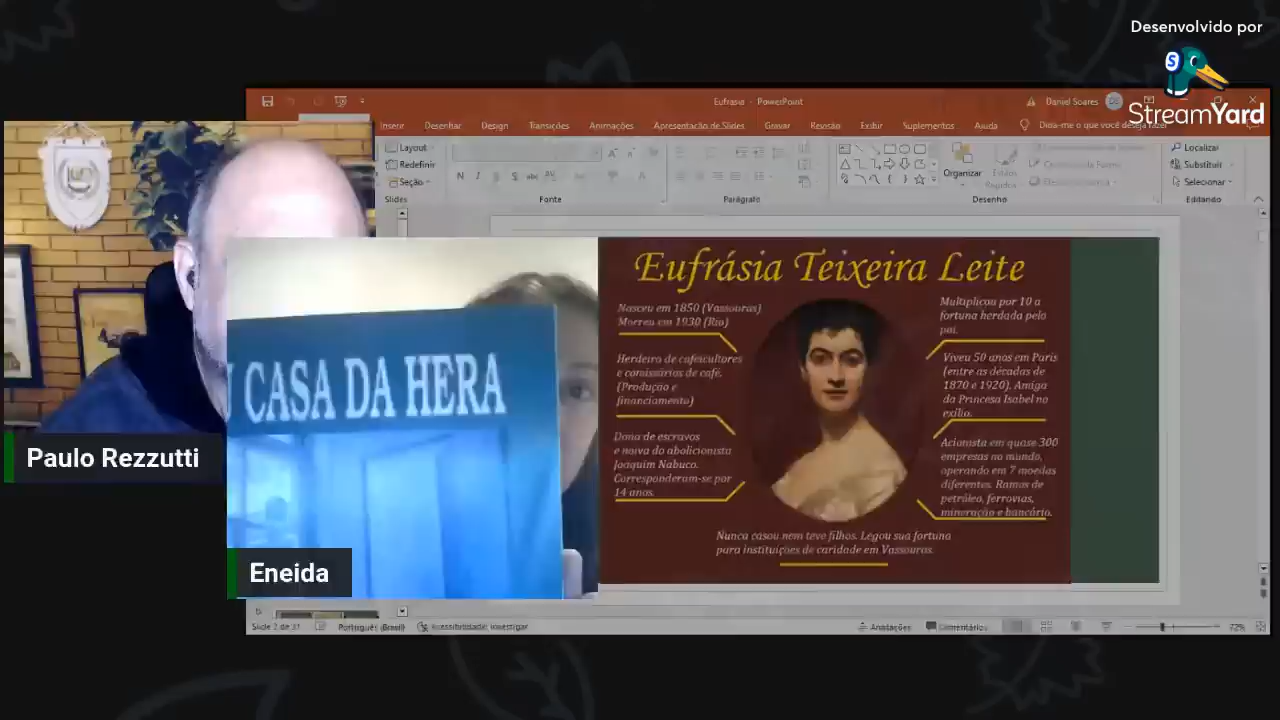 Desenvolvido por
StreamYard
Eufrasia - PowerPoint
Daniel Soares
Inserir
Desenhar
Design
Transições
Animações
Apresentação de Slides
Gravar
Revisão
Exibir
Suplementos
Ajuda
Diga-me o que você deseja fazer
Layout
Redefinir
Seção
Slides
N I S
Fonte
Parágrafo
Organizar
Estilos
Rápidos
Desenho
Localizar
Substituir
Selecionar
Editando
Paulo Rezzutti
CASA DA HERA
Eneida
Eufrásia Teixeira Leite
Nasceu em 1850 (Vassouras)
Morreu em 1930 (Rio)
Herdeira de cafeicultores
e comissários de café.
(Produção e
financiamento)
Dona de escravos
e noiva do abolicionista
Joaquim Nabuco.
Corresponderam-se por
14 anos.
Multiplicou por 10 a
fortuna herdada pelo
pai.
Viveu 50 anos em Paris
(entre as décadas de
1870 e 1920). Amiga
da Princesa Isabel no
exílio.
Acionista em quase 300
empresas no mundo,
operando em 7 moedas
diferentes. Ramos de
petróleo, ferrovias,
mineração e bancário.
Nunca casou nem teve filhos. Legou sua fortuna
para instituições de caridade em Vassouras.
Slide 2 de 31
Português (Brasil)
Acessibilidade: investigar
Anotações
Comentários
72%